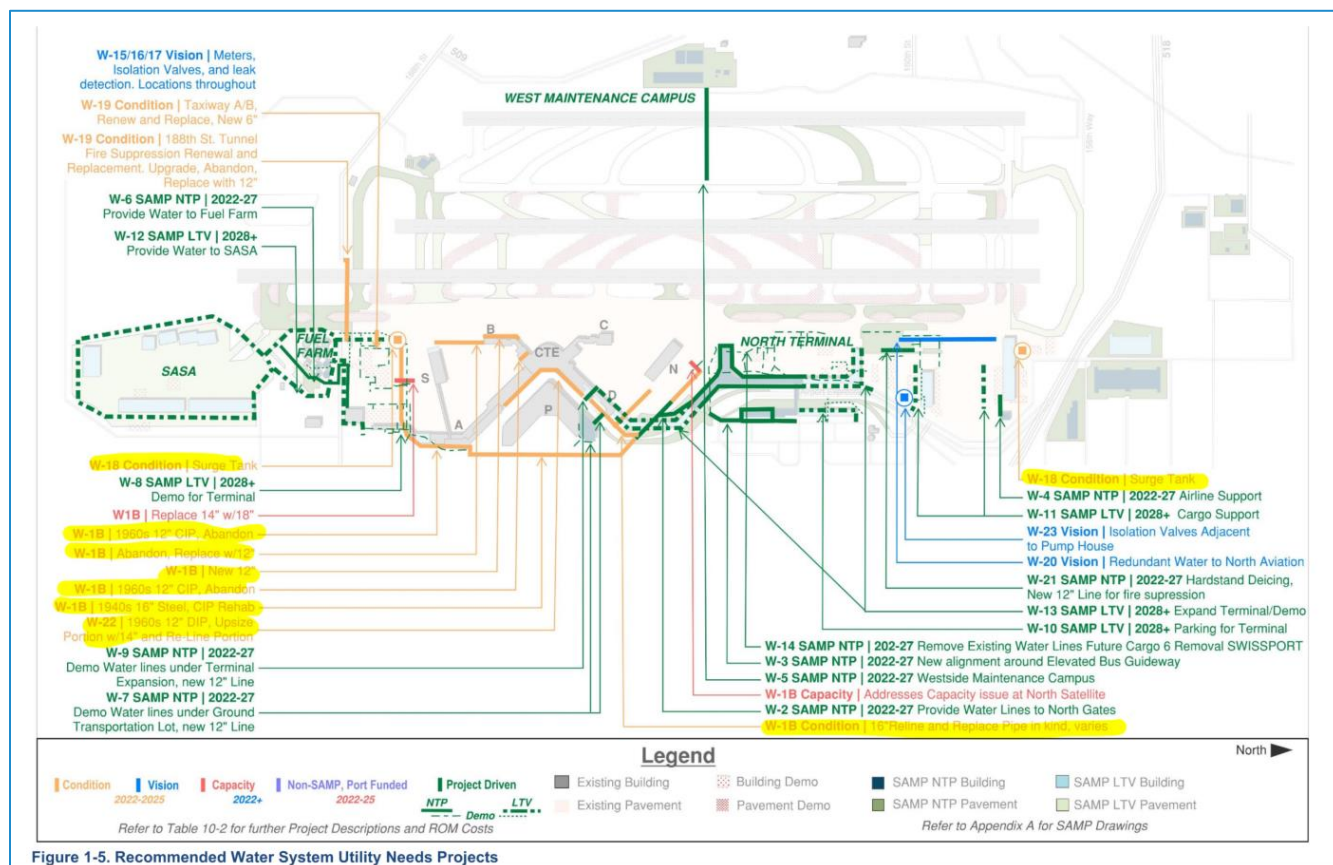 W-15/16/17 Vision | Meters,
Isolation Valves, and leak
detection. Locations throughout
W-19 Condition | Taxiway A/B,
Renew and Replace, New 6"
W-19 Condition | 188th St. Tunnel
Fire Suppression Renewal and
Replacement. Upgrade, Abandon,
Replace with 12"
W-6 SAMP NTP | 2022-27
Provide Water to Fuel Farm
W-12 SAMP LTV | 2028+
Provide Water to SASA
509
518
WEST MAINTENANCE CAMPUS
SASA
FUEL
FARM
S
A
B
CTE
C
P
D
N
NORTH TERMINAL
W-18 Condition | Surge Tank
W-8 SAMP LTV | 2028+
Demo for Terminal
W1B | Replace 14" w/18"
W-1B | 1960s 12" CIP, Abandon
W-1B | Abandon, Replace w/12"
W-1B | New 12"
W-1B | 1960s 12" CIP, Abandon
W-1B | 1940s 16" Steel, CIP Rehab
W-22 | 1960s 12" DIP, Upsize
Portion w/14" and Re-Line Portion
W-9 SAMP NTP | 2022-27
Demo Water lines under Terminal
Expansion, new 12" Line
W-7 SAMP NTP | 2022-27
Demo Water lines under Ground
Transportation Lot, new 12" Line
W-18 Condition | Surge Tank
W-4 SAMP NTP | 2022-27 Airline Support
W-11 SAMP LTV | 2028+ Cargo Support
W-23 Vision | Isolation Valves Adjacent
to Pump House
W-20 Vision | Redundant Water to North Aviation
W-21 SAMP NTP | 2022-27 Hardstand Deicing,
New 12" Line for fire supression
W-13 SAMP LTV | 2028+ Expand Terminal/Demo
W-10 SAMP LTV | 2028+ Parking for Terminal
W-14 SAMP NTP | 202-27 Remove Existing Water Lines Future Cargo 6 Removal SWISSPORT
W-3 SAMP NTP | 2022-27 New alignment around Elevated Bus Guideway
W-5 SAMP NTP | 2022-27 Westside Maintenance Campus
W-1B Capacity | Addresses Capacity issue at North Satellite
W-2 SAMP NTP | 2022-27 Provide Water Lines to North Gates
W-1B Condition | 16"Reline and Replace Pipe in kind, varies
Legend
North
Condition
2022-2025
Vision
Capacity
2022+
Non-SAMP, Port Funded
2022-25
Project Driven
NTP
LTV
Demo
Existing Building
Existing Pavement
Building Demo
Pavement Demo
SAMP NTP Building
SAMP NTP Pavement
SAMP LTV Building
SAMP LTV Pavement
Refer to Table 10-2 for further Project Descriptions and ROM Costs
Refer to Appendix A for SAMP Drawings
Figure 1-5. Recommended Water System Utility Needs Projects